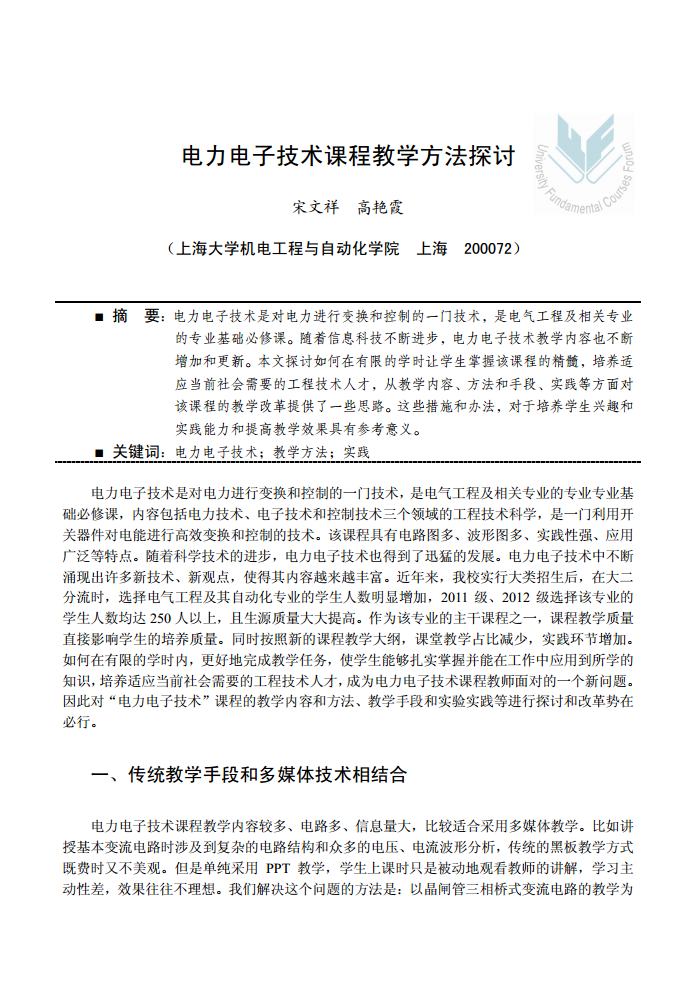 电力电子技术课程教学方法探讨
University Fundamental Courses Forum
宋文祥 高艳霞
（上海大学机电工程与自动化学院 上海 200072）
■ 摘 要：电力电子技术是对电力进行变换和控制的一门技术，是电气工程及相关专业
的专业基础必修课。随着信息科技不断进步，电力电子技术教学内容也不断
增加和更新。本文探讨如何在有限的学时让学生掌握该课程的精髓，培养适
应当前社会需要的工程技术人才，从教学内容、方法和手段、实践等方面对
该课程的教学改革提供了一些思路。这些措施和办法，对于培养学生兴趣和
实践能力和提高教学效果具有参考意义。
■ 关键词：电力电子技术；教学方法；实践
电力电子技术是对电力进行变换和控制的一门技术，是电气工程及相关专业的专业专业基
础必修课，内容包括电力技术、电子技术和控制技术三个领域的工程技术科学，是一门利用开
关器件对电能进行高效变换和控制的技术。该课程具有电路图多、波形图多、实践性强、应用
广泛等特点。随着科学技术的进步，电力电子技术也得到了迅猛的发展。电力电子技术中不断
涌现出许多新技术、新观点，使得其内容越来越丰富。近年来，我校实行大类招生后，在大二
分流时，选择电气工程及其自动化专业的学生人数明显增加，2011 级、2012 级选择该专业的
学生人数均达 250 人以上，且生源质量大大提高。作为该专业的主干课程之一，课程教学质量
直接影响学生的培养质量。同时按照新的课程教学大纲，课堂教学占比减少，实践环节增加。
如何在有限的学时内，更好地完成教学任务，使学生能够扎实掌握并能在工作中应用到所学的
知识，培养适应当前社会需要的工程技术人才，成为电力电子技术课程教师面对的一个新问题。
因此对“电力电子技术”课程的教学内容和方法、教学手段和实验实践等进行探讨和改革势在
必行。
一、传统教学手段和多媒体技术相结合
电力电子技术课程教学内容较多、电路多、信息量大，比较适合采用多媒体教学。比如讲
授基本变流电路时涉及到复杂的电路结构和众多的电压、电流波形分析，传统的黑板教学方式
既费时又不美观。但是单纯采用 PPT 教学，学生上课时只是被动地观看教师的讲解，学习主
动性差，效果往往不理想。我们解决这个问题的方法是：以晶闸管三相桥式变流电路的教学为